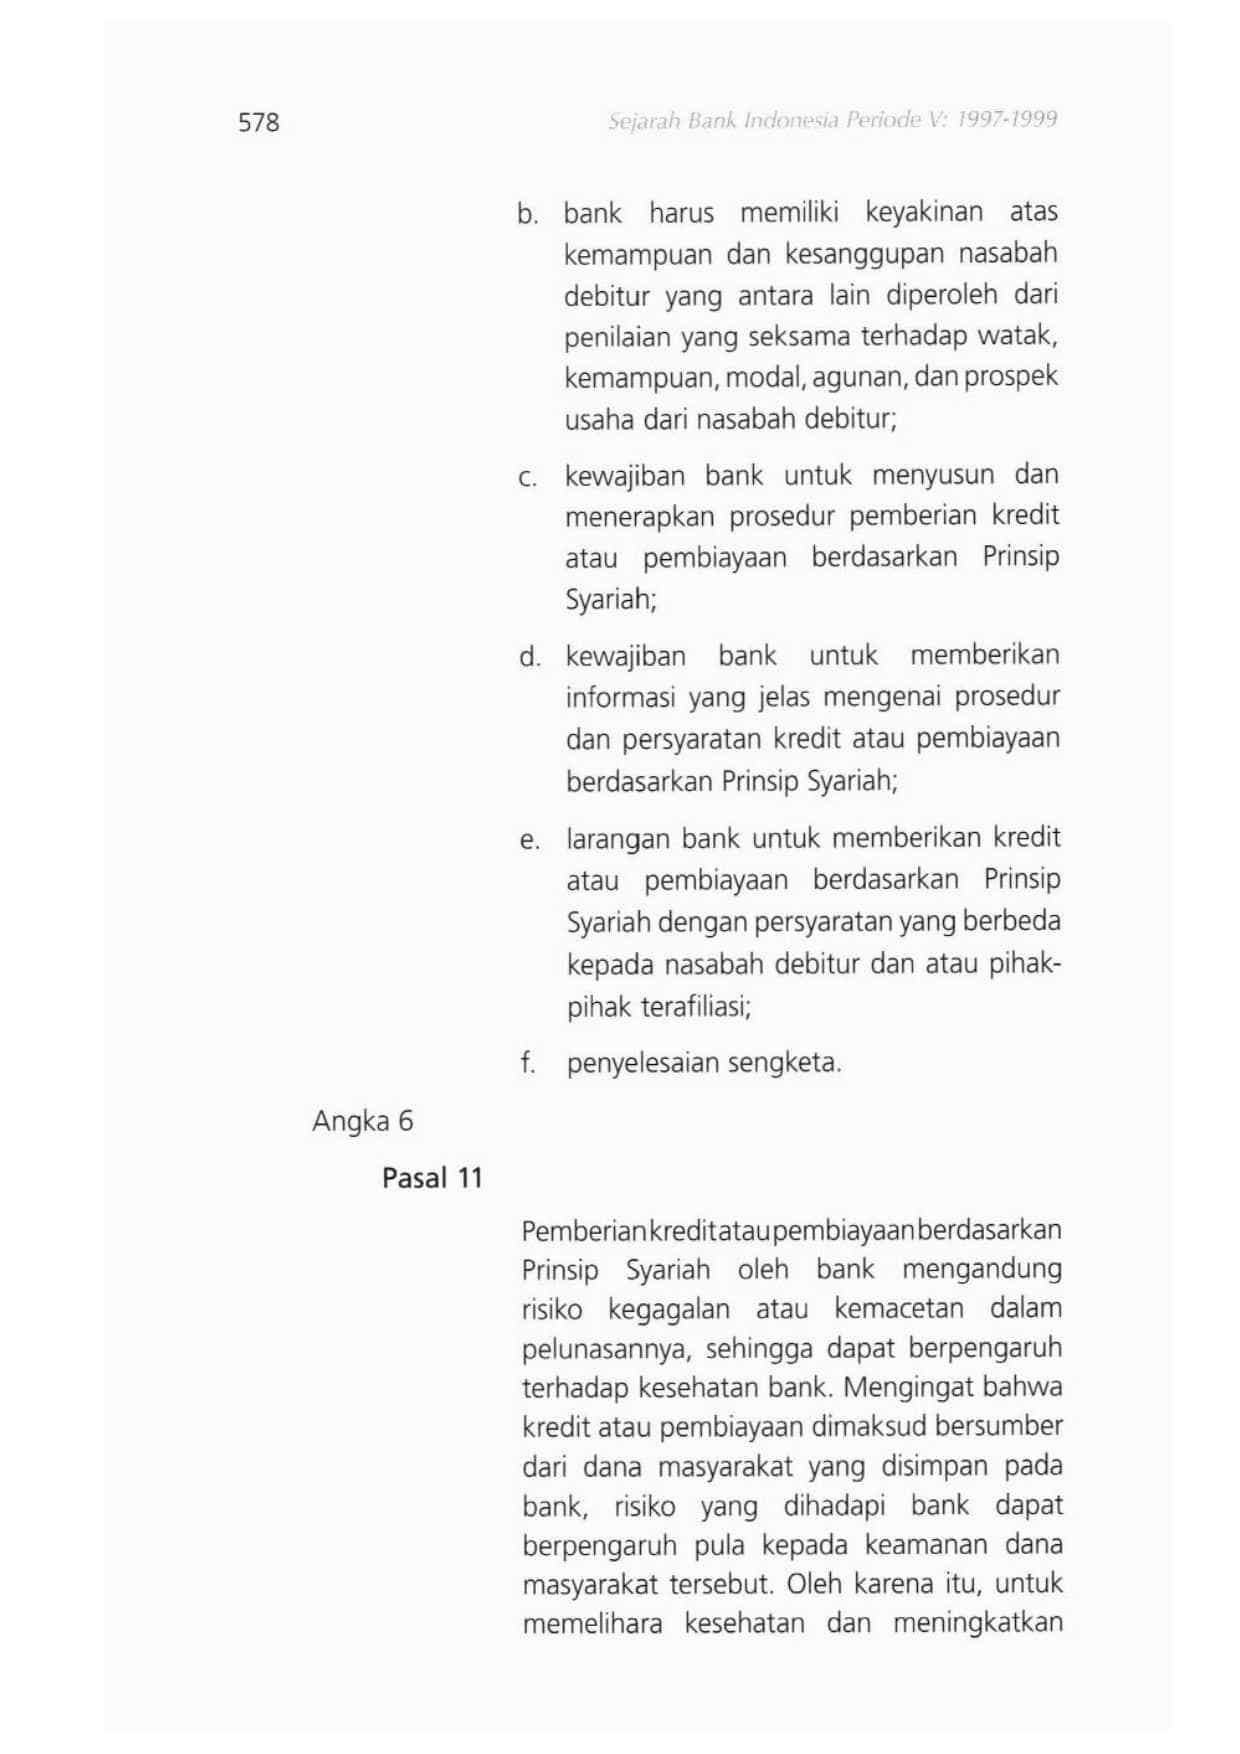 578
Sejarah Bank Indonesia Periode V: 1997-1999
b. bank harus memiliki keyakinan atas
kemampuan dan kesanggupan nasabah
debitur yang antara lain diperoleh dari
penilaian yang seksama terhadap watak,
kemampuan, modal, agunan, dan prospek
usaha dari nasabah debitur;
c. kewajiban bank untuk menyusun dan
menerapkan prosedur pemberian kredit
atau pembiayaan berdasarkan Prinsip
Syariah;
d. kewajiban bank untuk memberikan
informasi yang jelas mengenai prosedur
dan persyaratan kredit atau pembiayaan
berdasarkan Prinsip Syariah;
e. larangan bank untuk memberikan kredit
atau pembiayaan berdasarkan Prinsip
Syariah dengan persyaratan yang berbeda
kepada nasabah debitur dan atau pihak-
pihak terafiliasi;
f. penyelesaian sengketa.
Angka 6
Pasal 11
Pemberian kredit atau pembiayaan berdasarkan
Prinsip Syariah oleh bank mengandung
risiko kegagalan atau kemacetan dalam
pelunasannya, sehingga dapat berpengaruh
terhadap kesehatan bank. Mengingat bahwa
kredit atau pembiayaan dimaksud bersumber
dari dana masyarakat yang disimpan pada
bank, risiko yang dihadapi bank dapat
berpengaruh pula kepada keamanan dana
masyarakat tersebut. Oleh karena itu, untuk
memelihara kesehatan dan meningkatkan